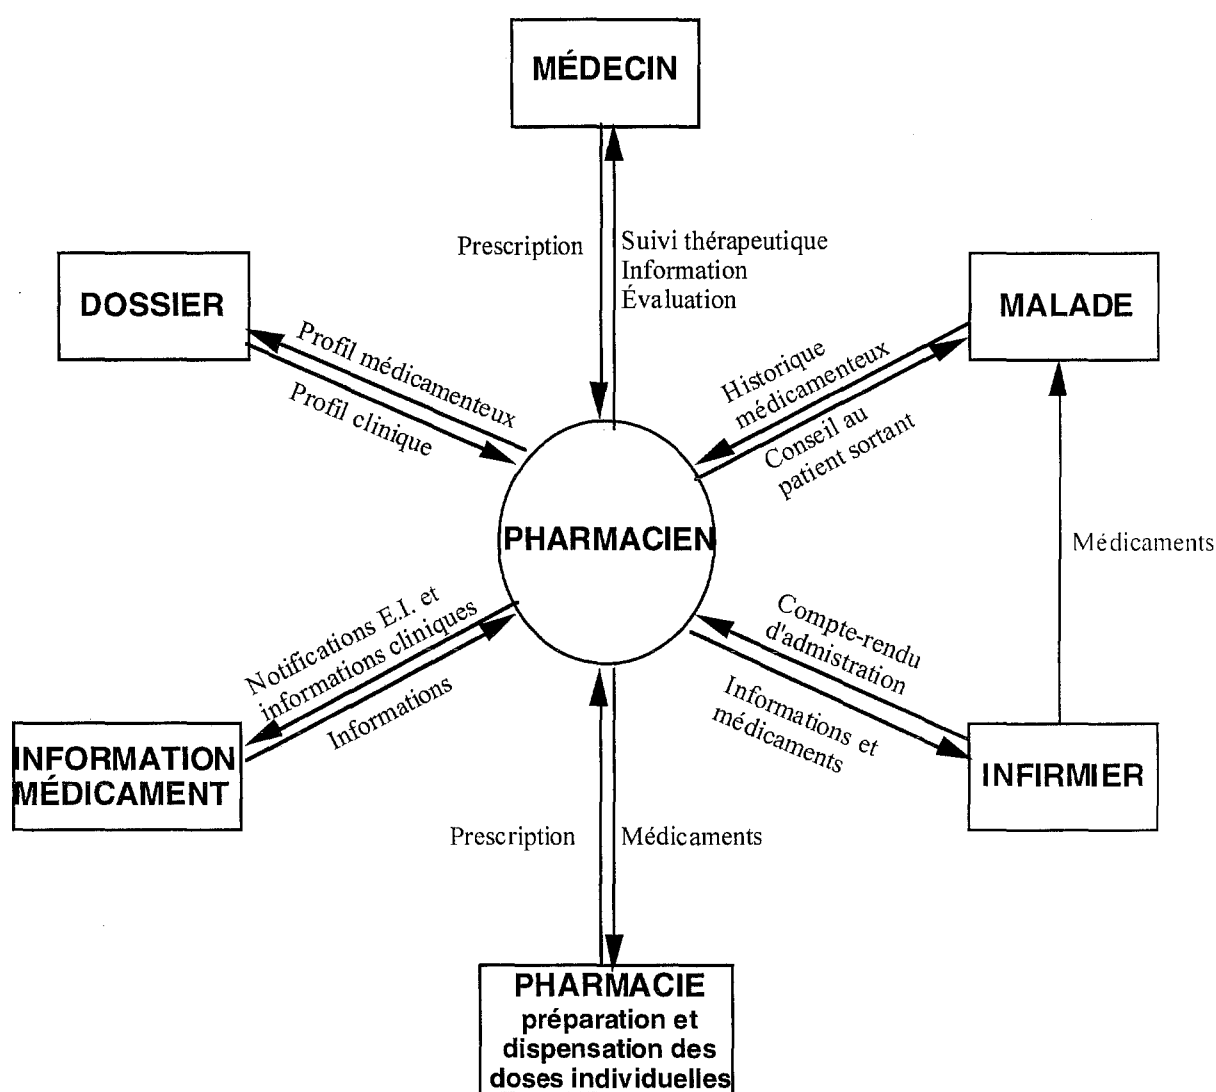 MÉDECIN
Prescription
Suivi thérapeutique
Information
Évaluation
DOSSIER
MALADE
Profil médicamenteux
Profil clinique
Historique
médicamenteux
Conseil au
patient sortant
PHARMACIEN
Médicaments
Notifications E.I. et
informations cliniques
Informations
Compte-rendu
d'admistration
Informations et
médicaments
INFORMATION
MÉDICAMENT
INFIRMIER
Prescription
Médicaments
PHARMACIE
préparation et
dispensation des
doses individuelles